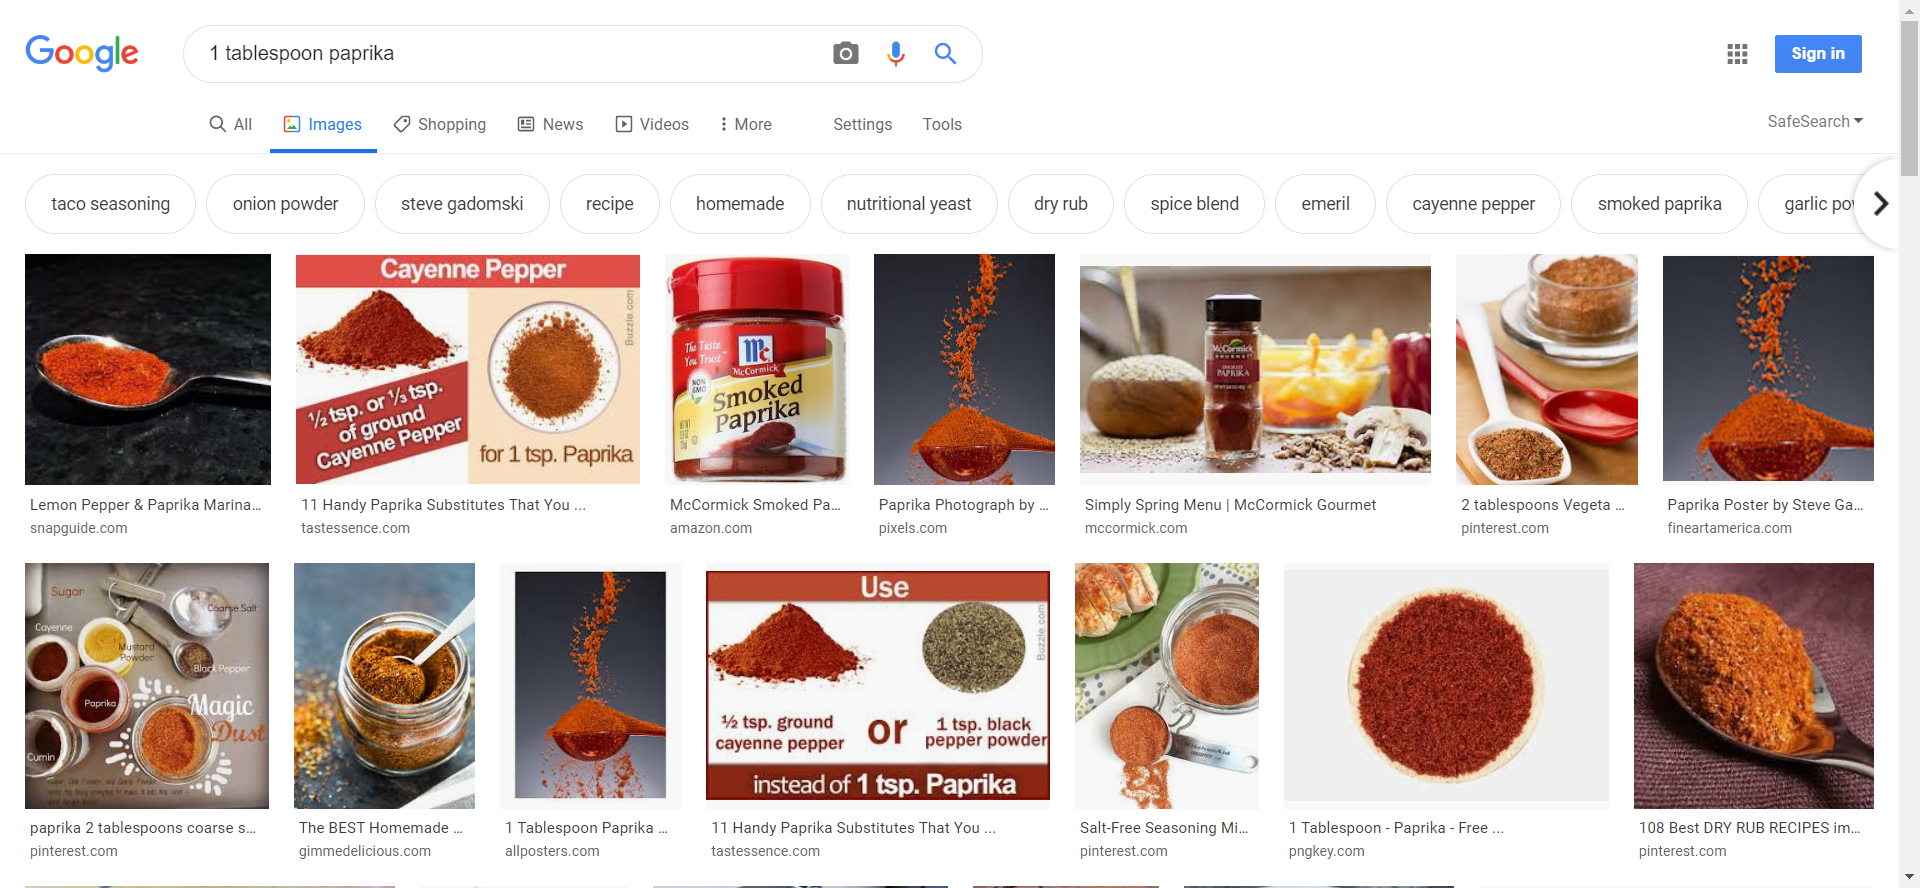 Google
1 tablespoon paprika
Sign in
All
Images
Shopping
News
Videos
More
Settings
Tools
SafeSearch
taco seasoning
onion powder
steve gadomski
recipe
homemade
nutritional yeast
dry rub
spice blend
emeril
cayenne pepper
smoked paprika
garlic
Cayenne Pepper
Buzzle.com
½ tsp. or ⅓ tsp.
of ground
Cayenne Pepper
for 1 tsp. Paprika
The Taste
You Trust™
Mc
McCormick
NON
GMO
Smoked
Paprika
McCormick
GOURMET
SMOKED
PAPRIKA
Lemon Pepper & Paprika Marina...
snapguide.com
11 Handy Paprika Substitutes That You ...
tastessence.com
McCormick Smoked Pa...
amazon.com
Paprika Photograph by ...
pixels.com
Simply Spring Menu | McCormick Gourmet
mccormick.com
2 tablespoons Vegeta ...
pinterest.com
Paprika Poster by Steve Ga...
fineartamerica.com
Sugar
Coarse Salt
Cayenne
Mustard
Powder
Black Pepper
Paprika
Magic
Dust
Cumin
Use
Buzzle.com
½ tsp. ground
cayenne pepper
or
1 tsp. black
pepper powder
instead of 1 tsp. Paprika
paprika 2 tablespoons coarse s...
pinterest.com
The BEST Homemade ...
gimmedelicious.com
1 Tablespoon Paprika ...
allposters.com
11 Handy Paprika Substitutes That You ...
tastessence.com
Salt-Free Seasoning Mi...
pinterest.com
1 Tablespoon - Paprika - Free ...
pngkey.com
108 Best DRY RUB RECIPES im...
pinterest.com